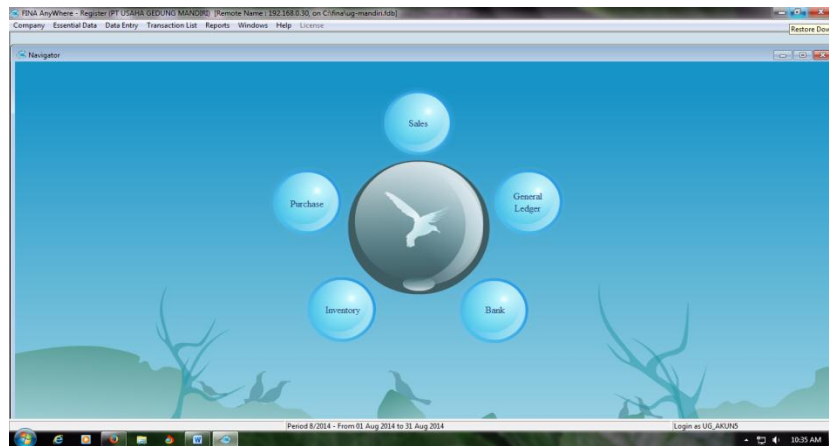 FINA AnyWhere - Register (PT USAHA GEDUNG MANDIRI) [Remote Name : 192.168.0.30, on C:\fina\ug-mandiri.fdb]
Company Essential Data Data Entry Transaction List Reports Windows Help License
Restore Dow
Navigator
Sales
Purchase
General
Ledger
Inventory
Bank
Period 8/2014 - From 01 Aug 2014 to 31 Aug 2014
Login as UG_AKUN5
10:35 AM